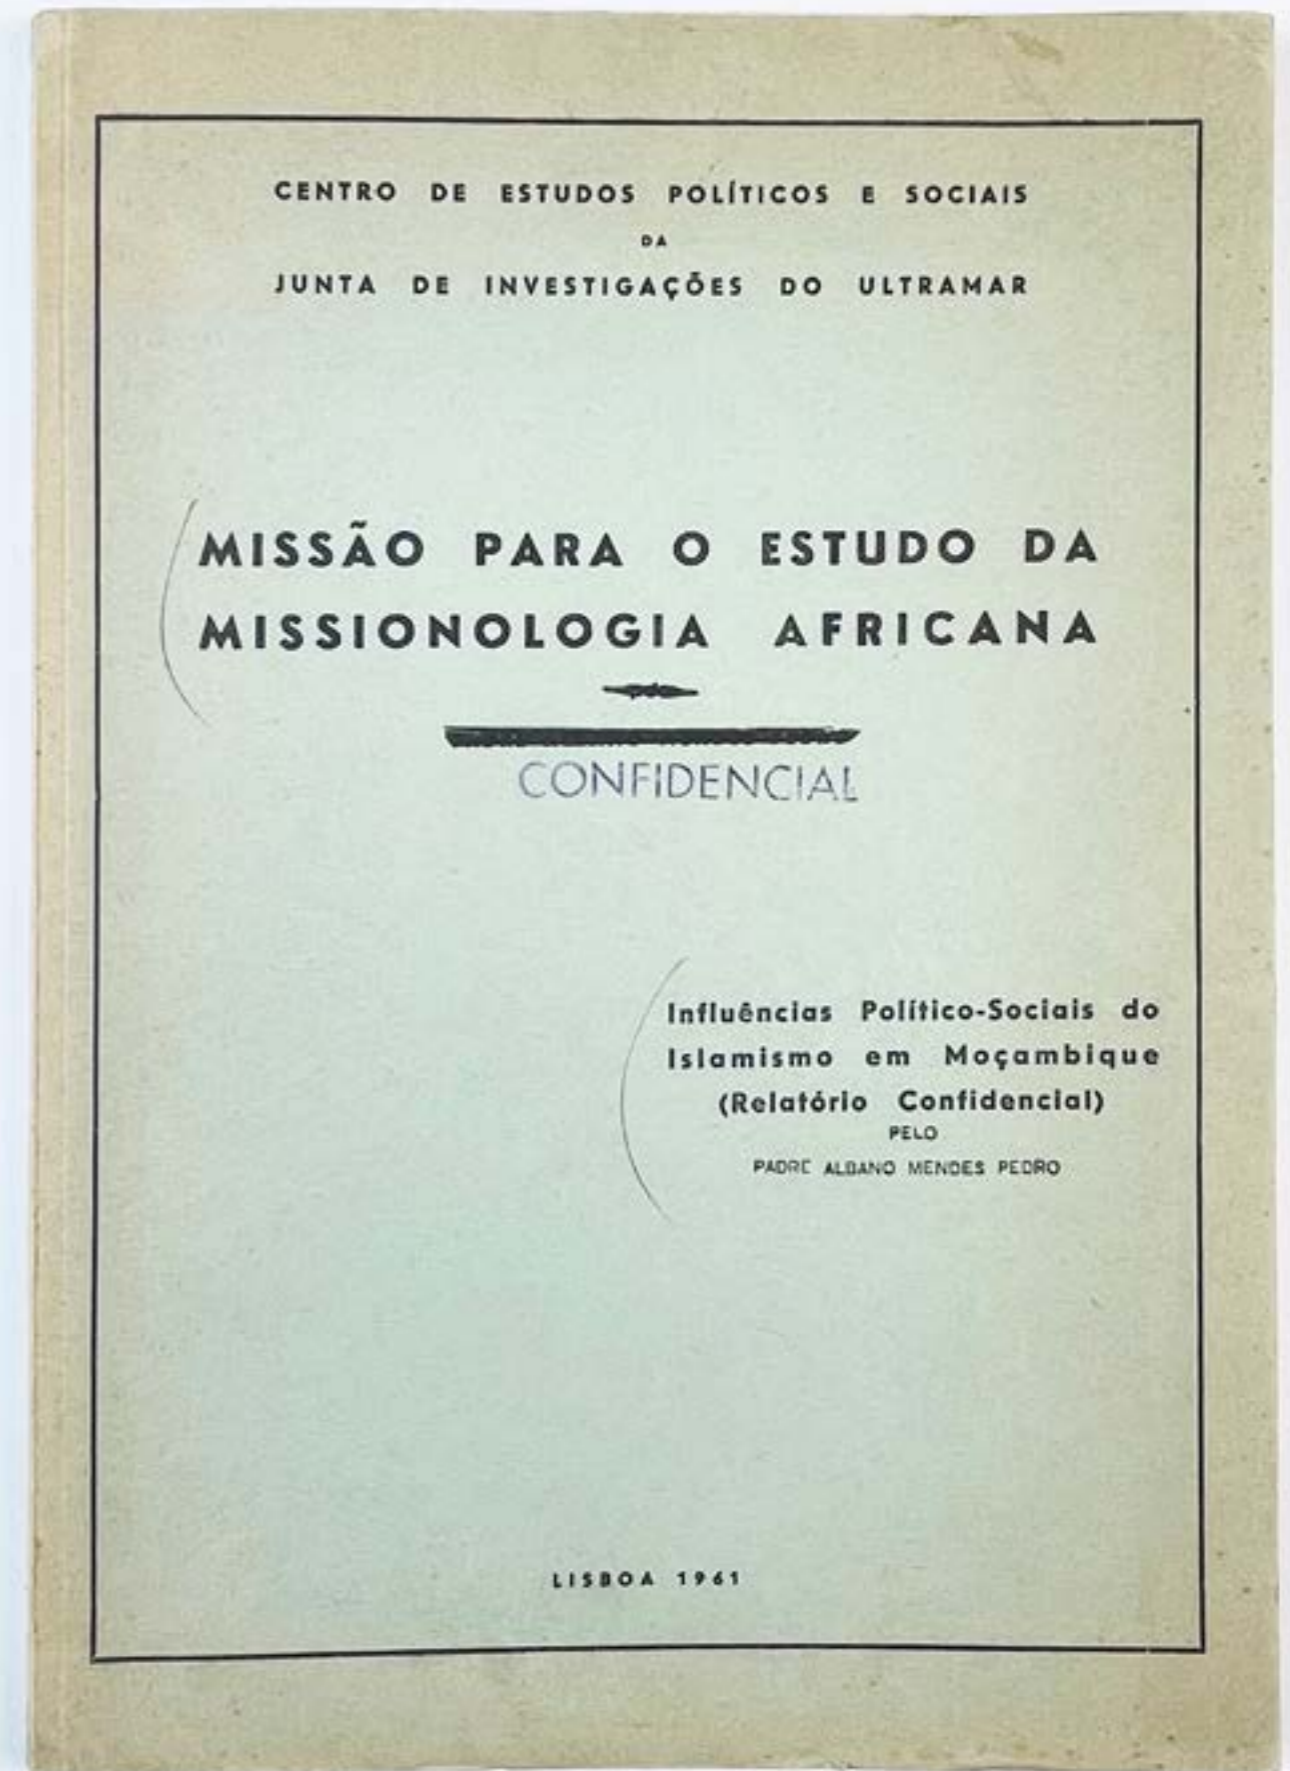 CENTRO DE ESTUDOS POLÍTICOS E SOCIAIS
DA
JUNTA DE INVESTIGAÇÕES DO ULTRAMAR
MISSÃO PARA O ESTUDO DA
MISSIONOLOGIA AFRICANA
CONFIDENCIAL
Influências Político-Sociais do
Islamismo em Moçambique
(Relatório Confidencial)
PELO
PADRE ALBANO MENDES PEDRO
LISBOA 1961